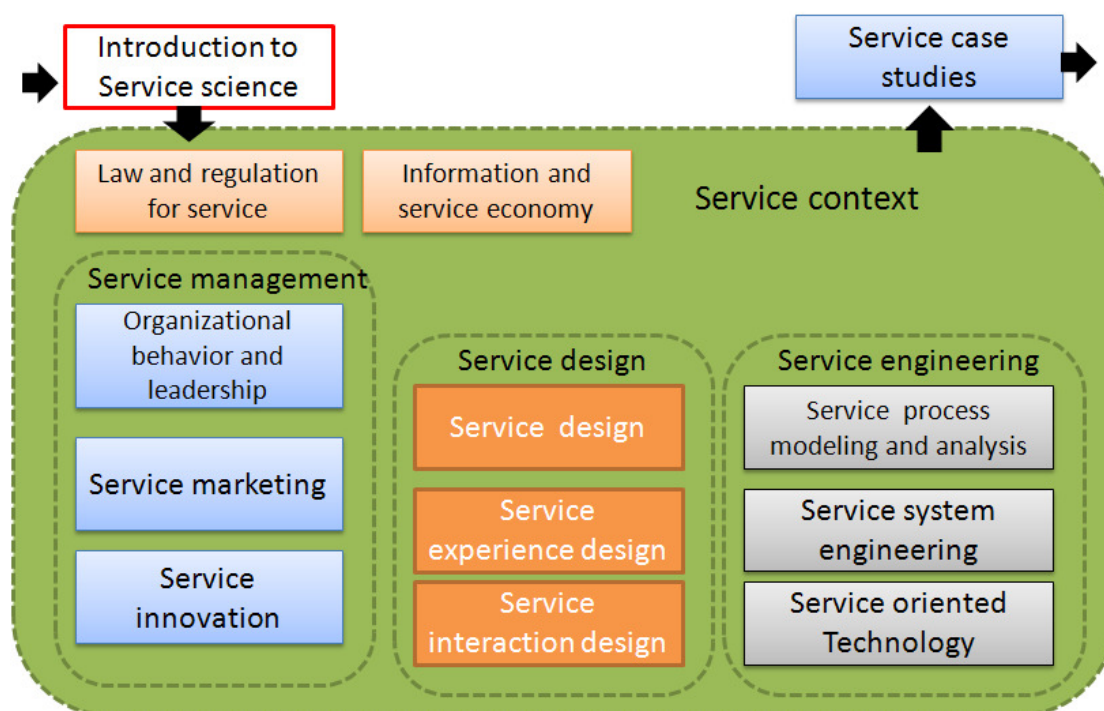 Introduction to
Service science
Service case
studies
Law and regulation
for service
Information and
service economy
Service context
Service management
Organizational
behavior and
leadership
Service marketing
Service
innovation
Service design
Service design
Service
experience design
Service
interaction design
Service engineering
Service process
modeling and analysis
Service system
engineering
Service oriented
Technology